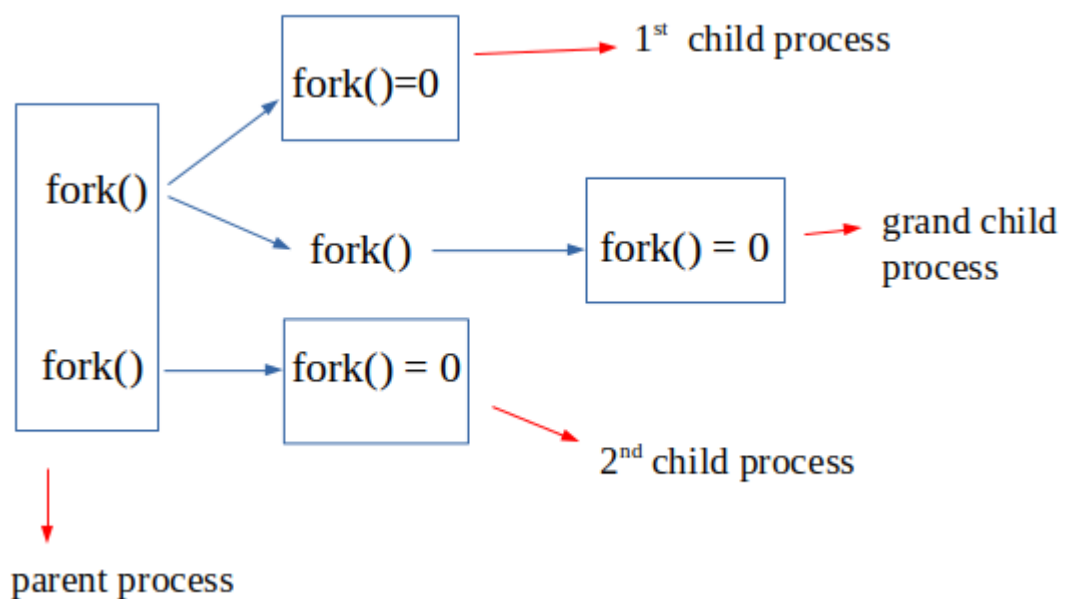 1st child process
fork()=0
fork()
grand child
process
fork()
fork() = 0
fork()
fork() = 0
2nd child process
parent process